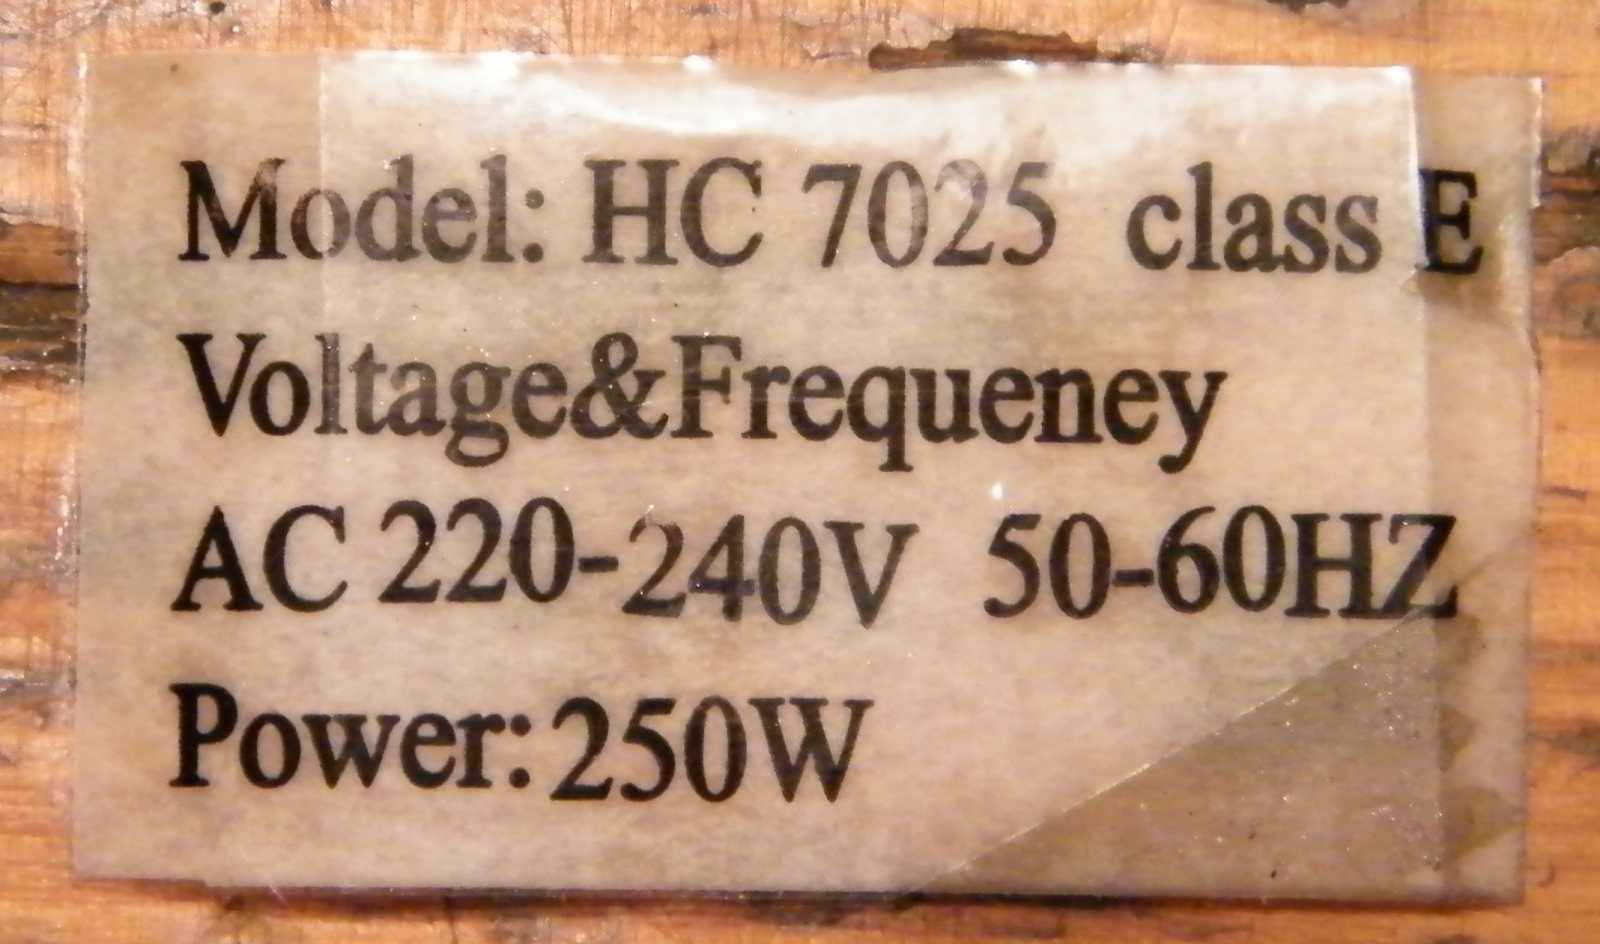 Model: HC 7025 class E
Voltage&Frequeney
AC 220-240V 50-60HZ
Power:250W